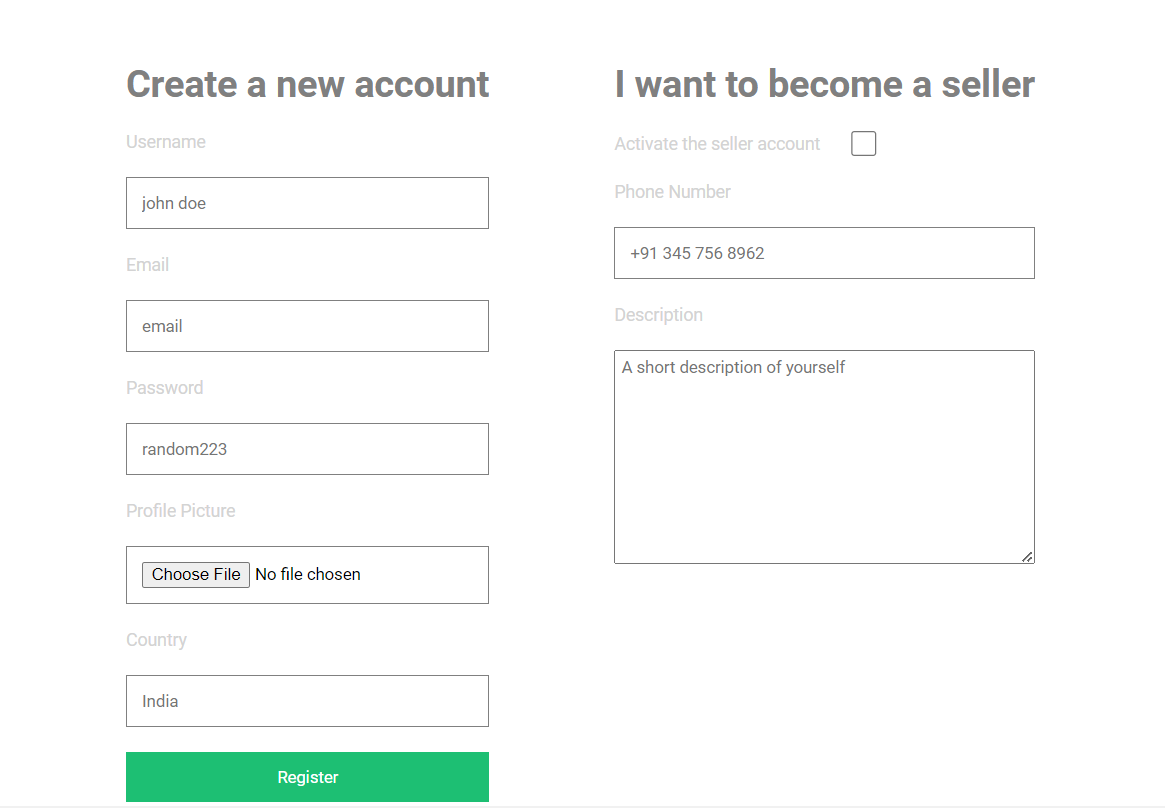 Create a new account
Username
john doe
Email
email
Password
random223
Profile Picture
Choose File No file chosen
Country
India
Register
I want to become a seller
Activate the seller account
Phone Number
+91 345 756 8962
Description
A short description of yourself